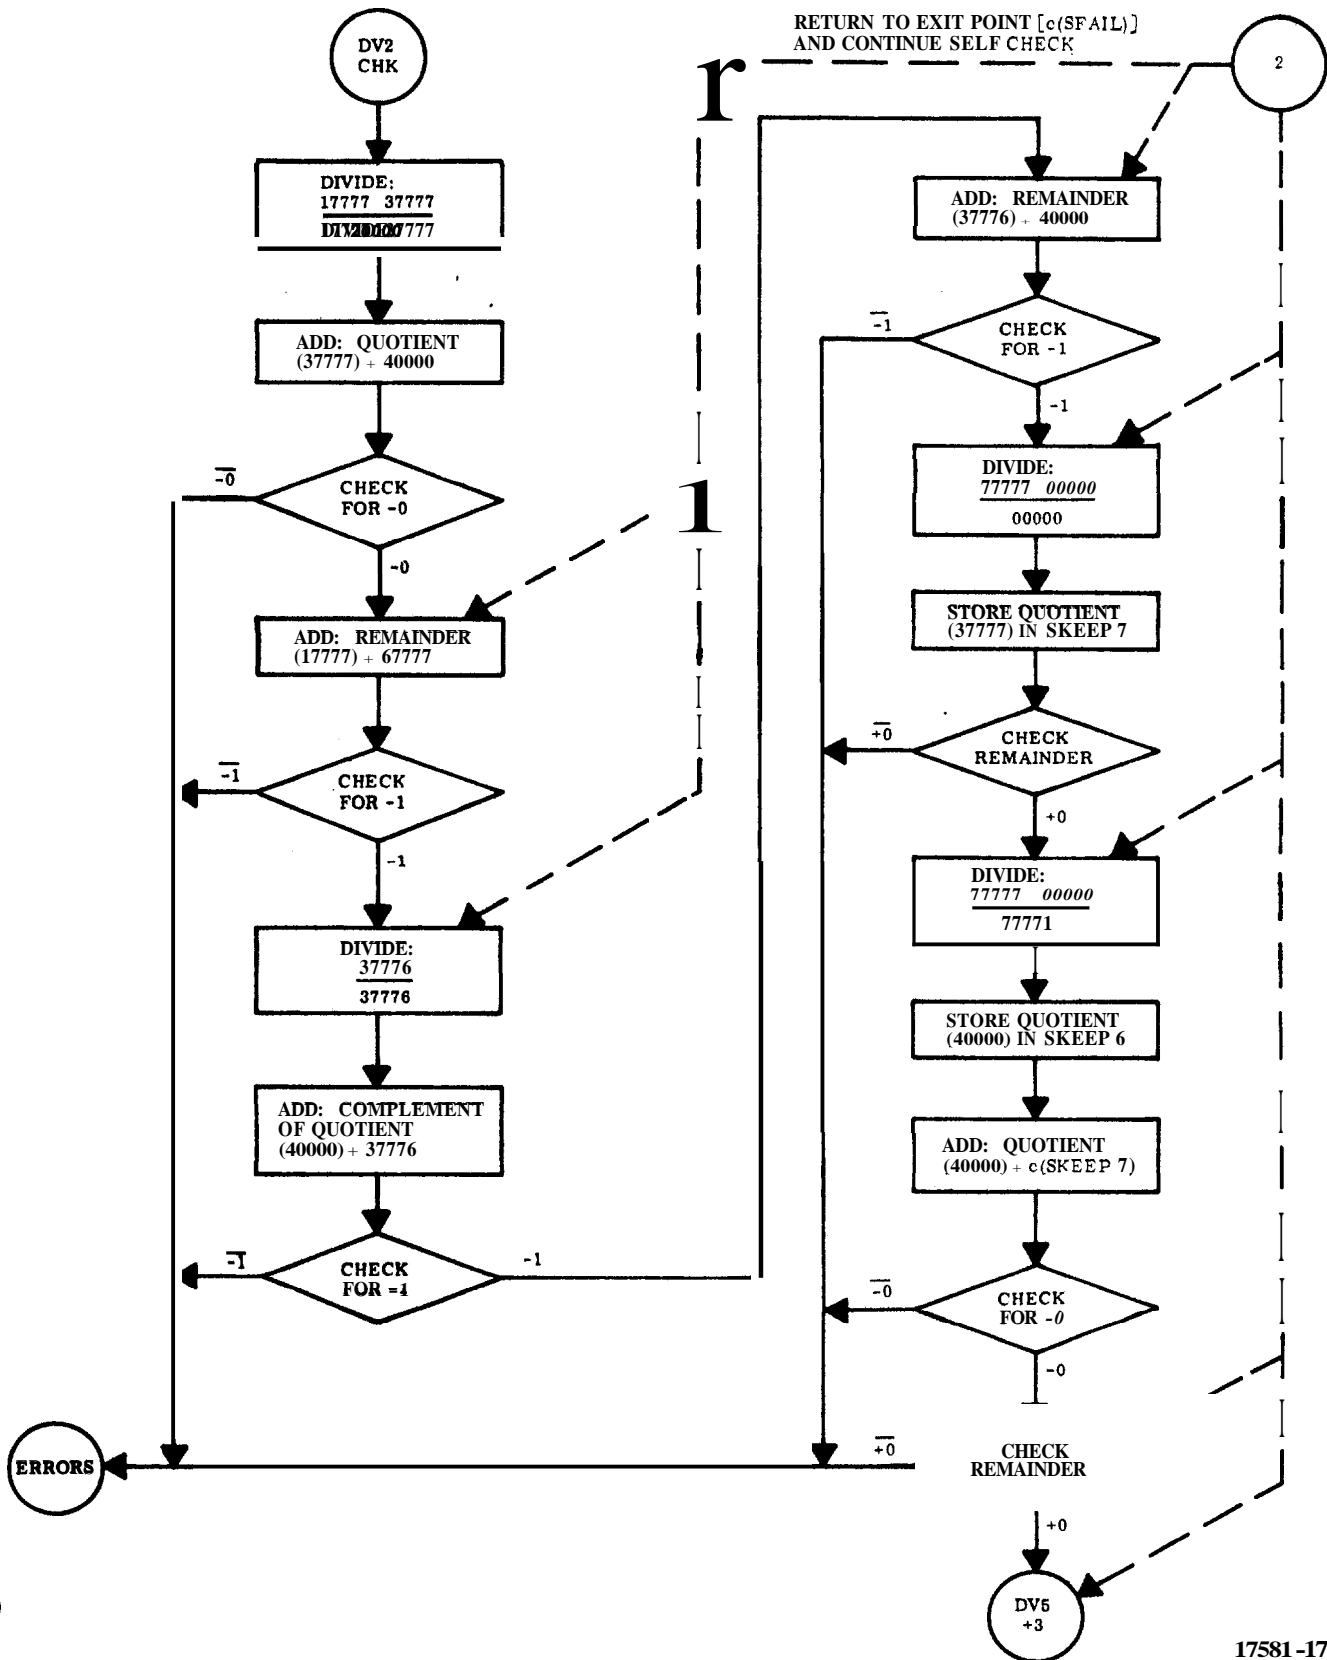 DV2
CHK
DIVIDE:
17777 37777
20000
ADD: QUOTIENT
(37777) + 40000
CHECK
FOR -0
-0
-0
ADD: REMAINDER
(17777) + 67777
CHECK
FOR -1
-1
-1
DIVIDE:
37776
37776
ADD: COMPLEMENT
OF QUOTIENT
(40000) + 37776
CHECK
FOR =1
-1
-1
ERRORS
RETURN TO EXIT POINT [c(SFAIL)]
AND CONTINUE SELF CHECK
r
1
2
ADD: REMAINDER
(37776) + 40000
CHECK
FOR -1
-1
-1
DIVIDE:
77777 00000
00000
STORE QUOTIENT
(37777) IN SKEEP 7
CHECK
REMAINDER
+0
+0
DIVIDE:
77777 00000
77771
STORE QUOTIENT
(40000) IN SKEEP 6
ADD: QUOTIENT
(40000) + c(SKEEP 7)
CHECK
FOR -0
-0
-0
CHECK
REMAINDER
+0
+0
DV5
+3
17581-17